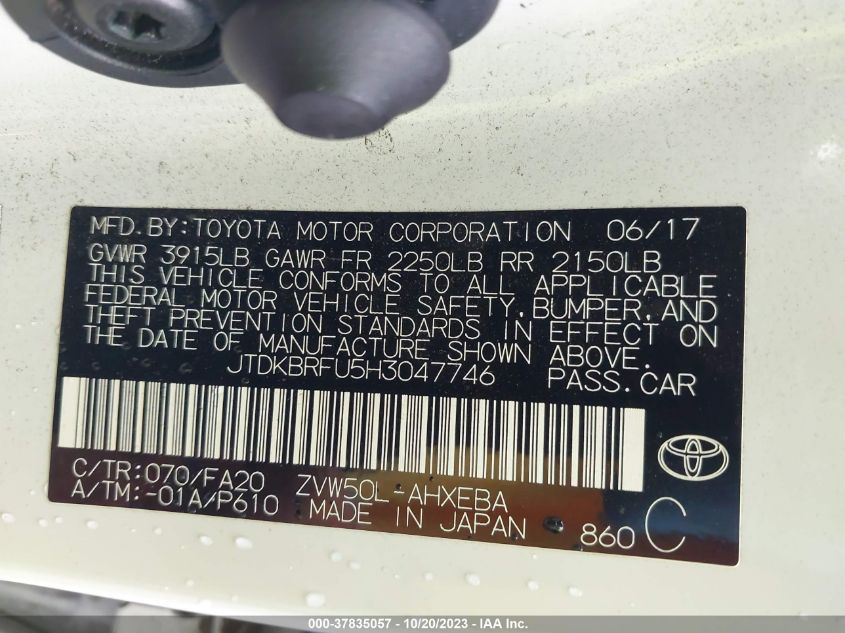 MFD.BY:TOYOTA MOTOR CORPORATION 06/17
GVWR 3915LB GAWR FR 2250LB RR 2150LB
THIS VEHICLE CONFORMS TO ALL APPLICABLE
FEDERAL MOTOR VEHICLE SAFETY,BUMPER,AND
THEFT PREVENTION STANDARDS IN EFFECT ON
THE DATE OF MANUFACTURE SHOWN ABOVE.
JTDKBRFU5H3047746 PASS.CAR
C/TR:070/FA20 ZVW50L-AHXEBA
A/TM:-01A/P610 MADE IN JAPAN 860 C
000-37835057 | 10/20/2023 - IAA Inc.